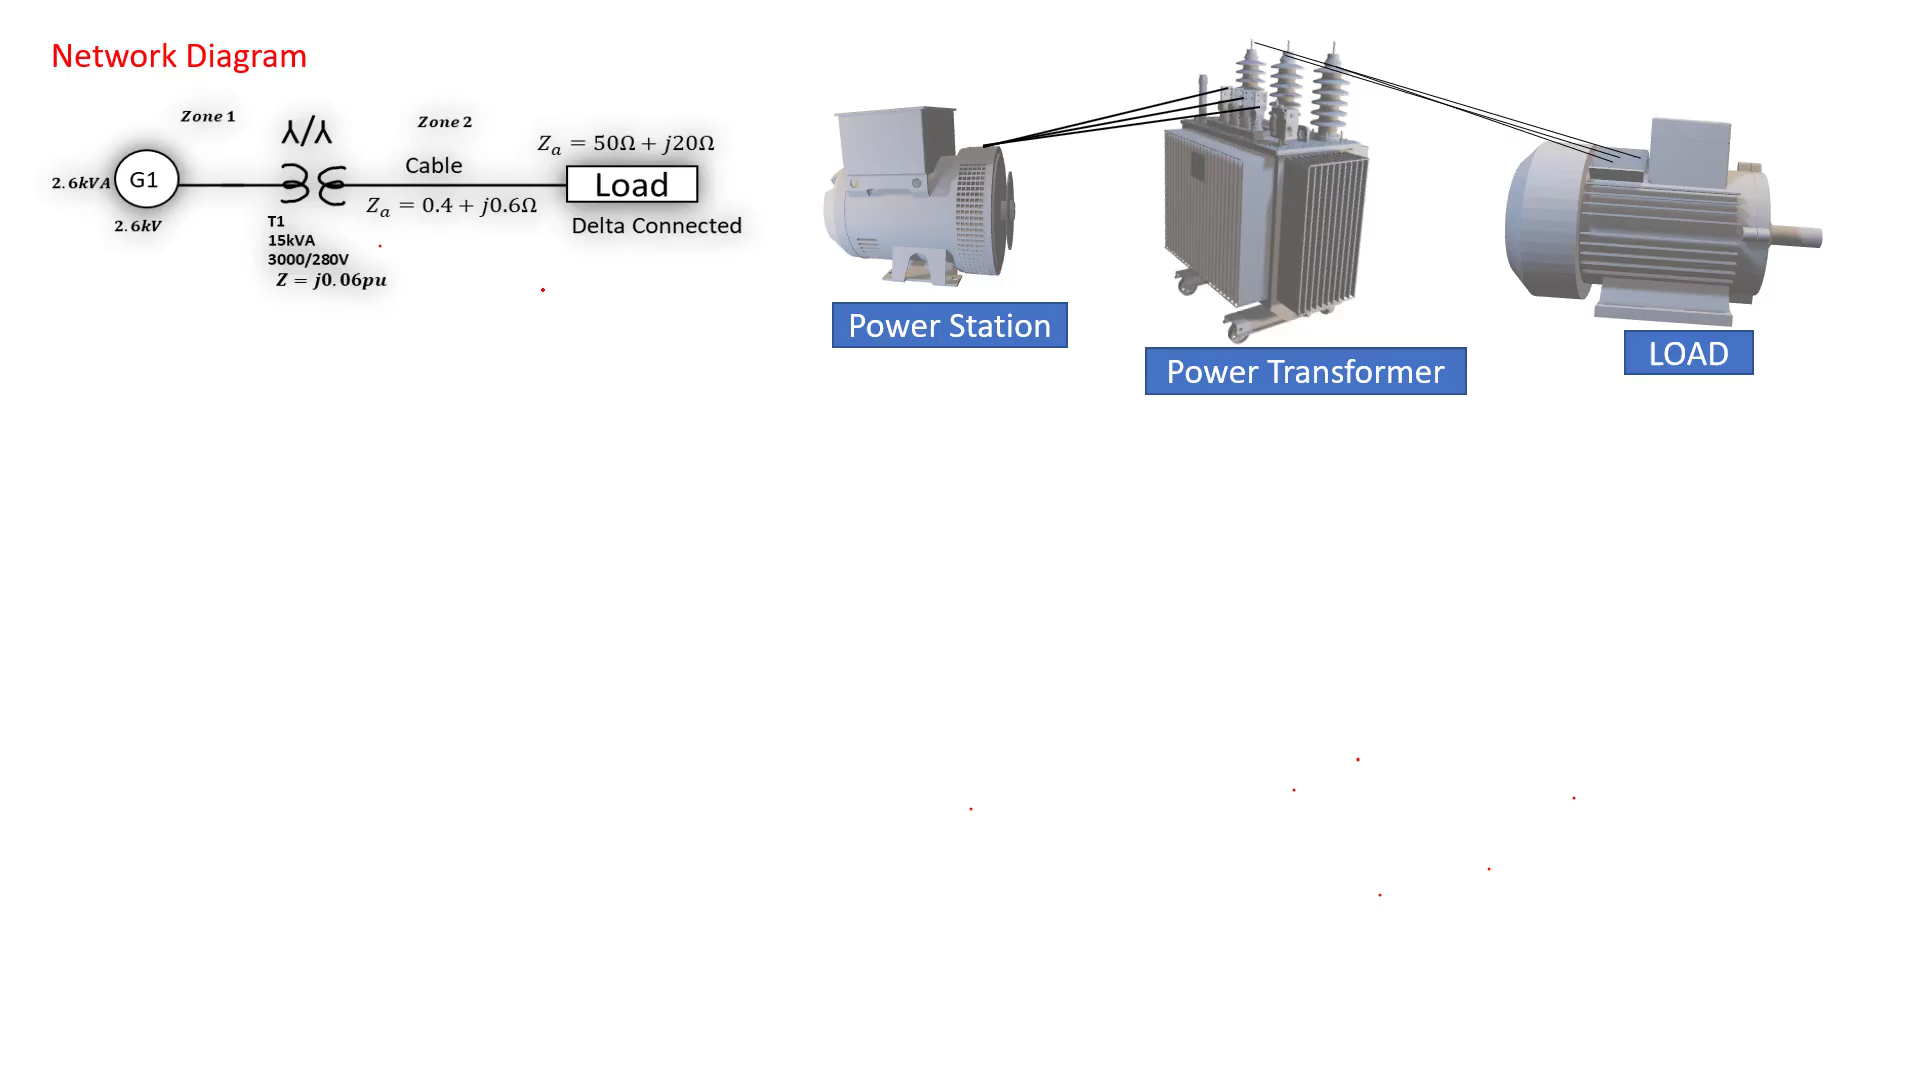 Network Diagram
Zone 1
⅄/⅄
Zone 2
Cable
Zₐ = 50Ω + j20Ω
2.6kVA
G1
Load
Zₐ = 0.4 + j0.6Ω
2.6kV
Delta Connected
T1
15kVA
3000/280V
Z = j0.06pu
Power Station
Power Transformer
LOAD